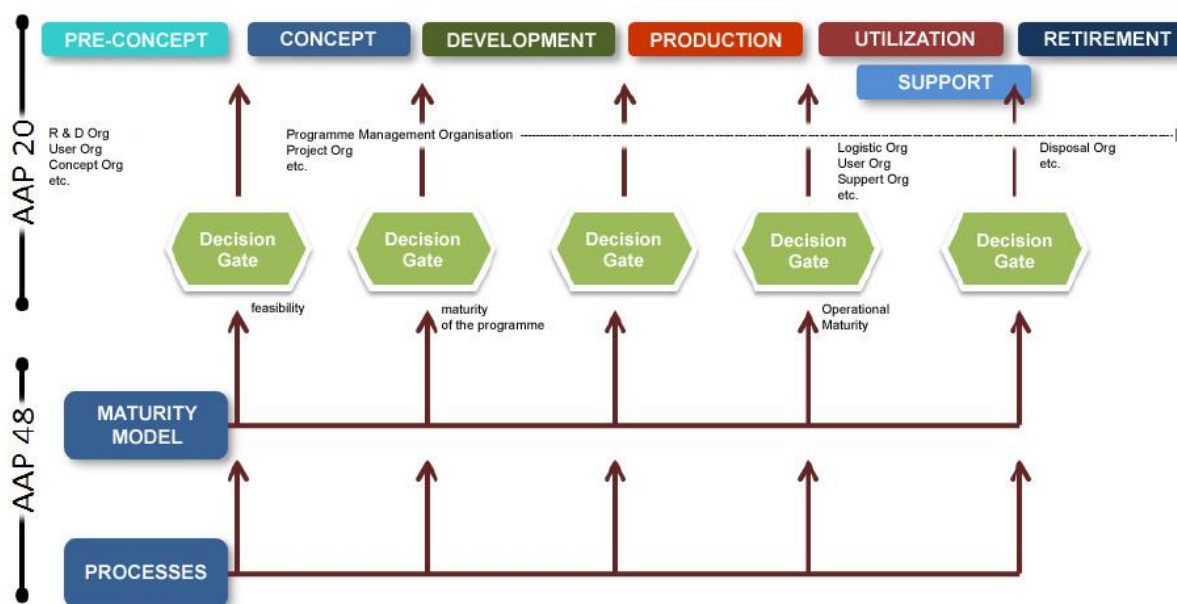 AAP 20
PRE-CONCEPT
CONCEPT
DEVELOPMENT
PRODUCTION
UTILIZATION
RETIREMENT
SUPPORT
R & D Org
User Org
Concept Org
etc.
Programme Management Organisation
Project Org
etc.
Logistic Org
User Org
Suppert Org
etc.
Disposal Org
etc.
Decision
Gate
Decision
Gate
Decision
Gate
Decision
Gate
Decision
Gate
feasibility
maturity
of the programme
Operational
Maturity
AAP 48
MATURITY
MODEL
PROCESSES